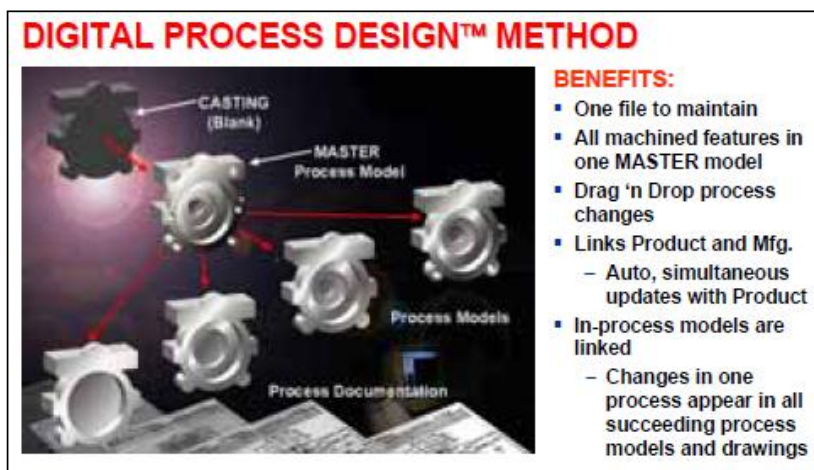 DIGITAL PROCESS DESIGN™ METHOD
CASTING
(Blank)
MASTER
Process Model
Process Models
Process Documentation
BENEFITS:
▪ One file to maintain
▪ All machined features in
one MASTER model
▪ Drag ‘n Drop process
changes
▪ Links Product and Mfg.
– Auto, simultaneous
updates with Product
▪ In-process models are
linked
– Changes in one
process appear in all
succeeding process
models and drawings